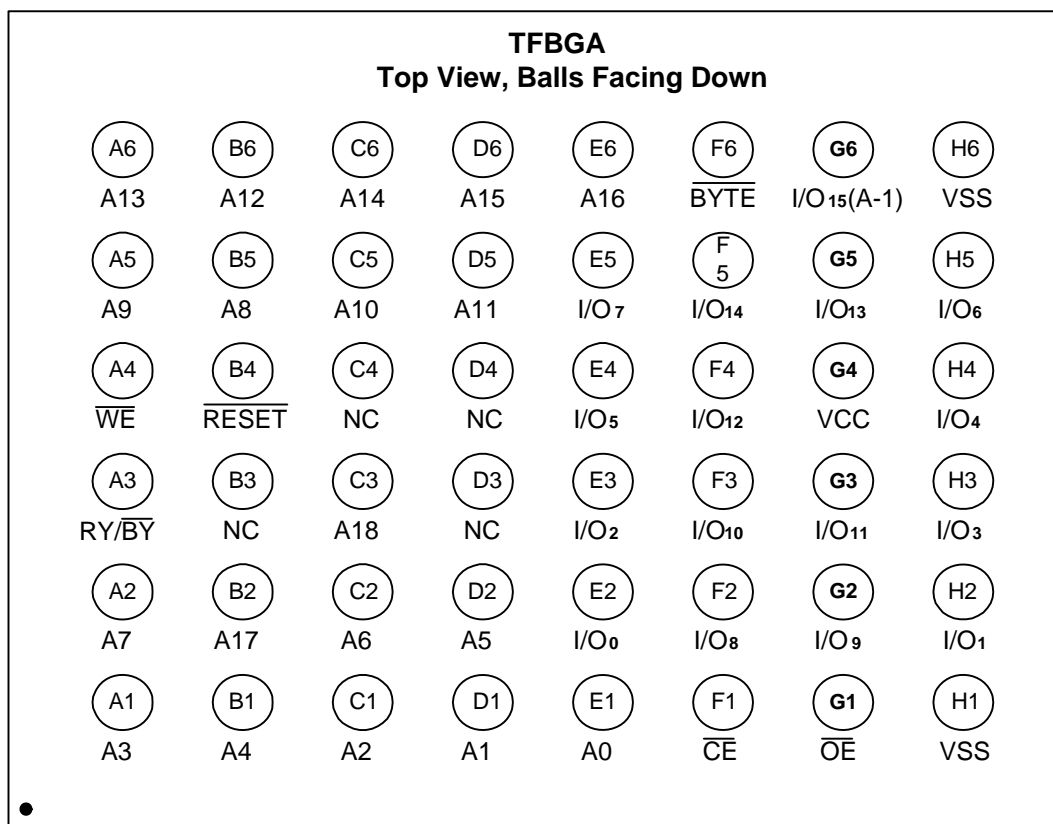 TFBGA
Top View, Balls Facing Down
A6 B6 C6 D6 E6 F6 G6 H6
A13 A12 A14 A15 A16 BYTE I/O15(A-1) VSS
A5 B5 C5 D5 E5 F5 G5 H5
A9 A8 A10 A11 I/O7 I/O14 I/O13 I/O6
A4 B4 C4 D4 E4 F4 G4 H4
WE RESET NC NC I/O5 I/O12 VCC I/O4
A3 B3 C3 D3 E3 F3 G3 H3
RY/BY NC A18 NC I/O2 I/O10 I/O11 I/O3
A2 B2 C2 D2 E2 F2 G2 H2
A7 A17 A6 A5 I/O0 I/O8 I/O9 I/O1
A1 B1 C1 D1 E1 F1 G1 H1
A3 A4 A2 A1 A0 CE OE VSS